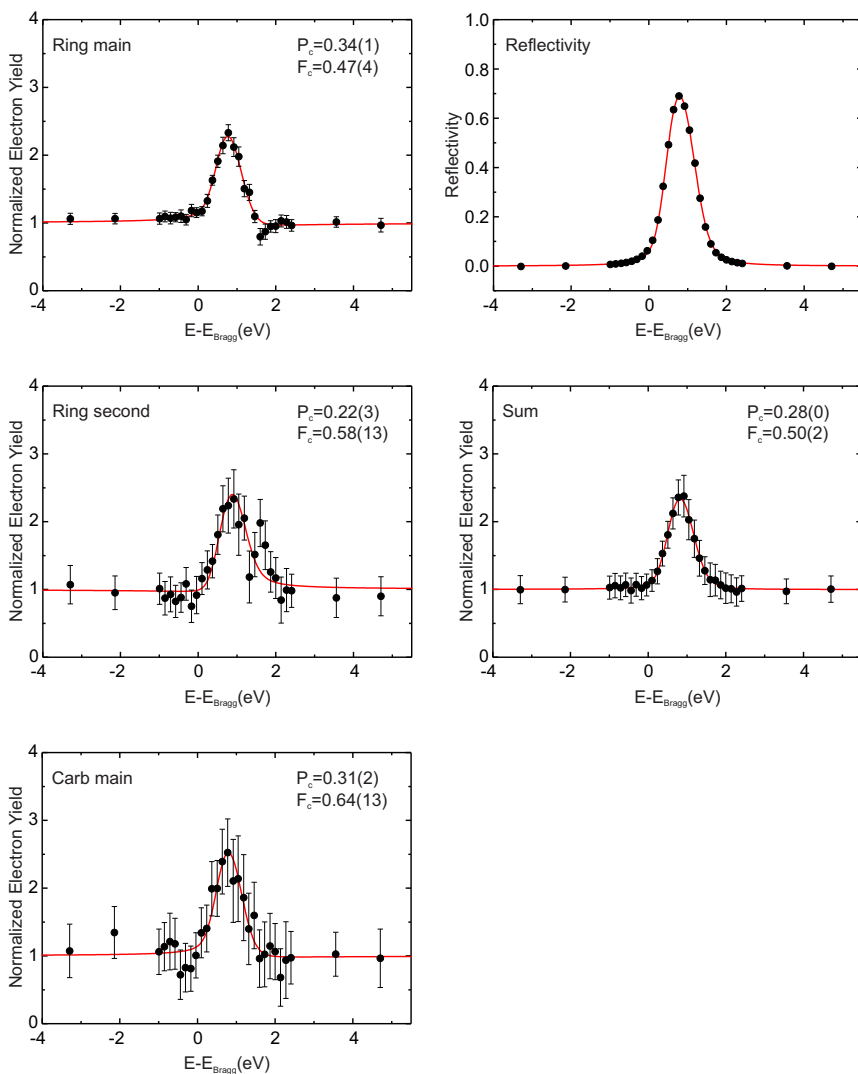 Ring main
P_c=0.34(1)
F_c=0.47(4)
Normalized Electron Yield
4
3
2
1
0
-4 -2 0 2 4
E-E_Bragg(eV)
Reflectivity
Reflectivity
1.0
0.8
0.6
0.4
0.2
0.0
-4 -2 0 2 4
E-E_Bragg(eV)
Ring second
P_c=0.22(3)
F_c=0.58(13)
Normalized Electron Yield
4
3
2
1
0
-4 -2 0 2 4
E-E_Bragg(eV)
Sum
P_c=0.28(0)
F_c=0.50(2)
Normalized Electron Yield
4
3
2
1
0
-4 -2 0 2 4
E-E_Bragg(eV)
Carb main
P_c=0.31(2)
F_c=0.64(13)
Normalized Electron Yield
4
3
2
1
0
-4 -2 0 2 4
E-E_Bragg(eV)